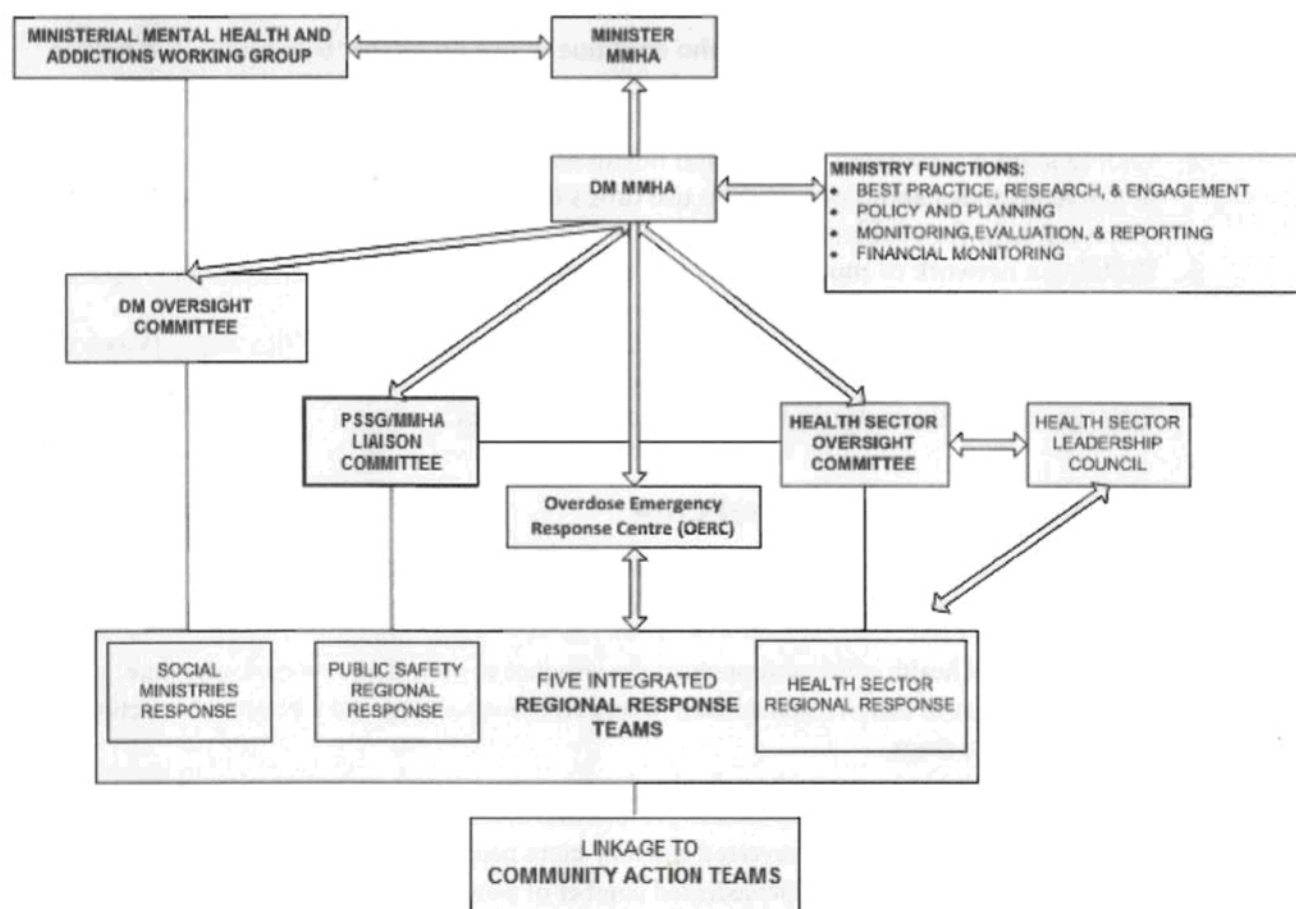 MINISTERIAL MENTAL HEALTH AND
ADDICTIONS WORKING GROUP
MINISTER
MMHA
DM MMHA
MINISTRY FUNCTIONS:
• BEST PRACTICE, RESEARCH, & ENGAGEMENT
• POLICY AND PLANNING
• MONITORING,EVALUATION, & REPORTING
• FINANCIAL MONITORING
DM OVERSIGHT
COMMITTEE
PSSG/MMHA
LIAISON
COMMITTEE
HEALTH SECTOR
OVERSIGHT
COMMITTEE
HEALTH SECTOR
LEADERSHIP
COUNCIL
Overdose Emergency
Response Centre (OERC)
SOCIAL
MINISTRIES
RESPONSE
PUBLIC SAFETY
REGIONAL
RESPONSE
FIVE INTEGRATED
REGIONAL RESPONSE
TEAMS
HEALTH SECTOR
REGIONAL RESPONSE
LINKAGE TO
COMMUNITY ACTION TEAMS